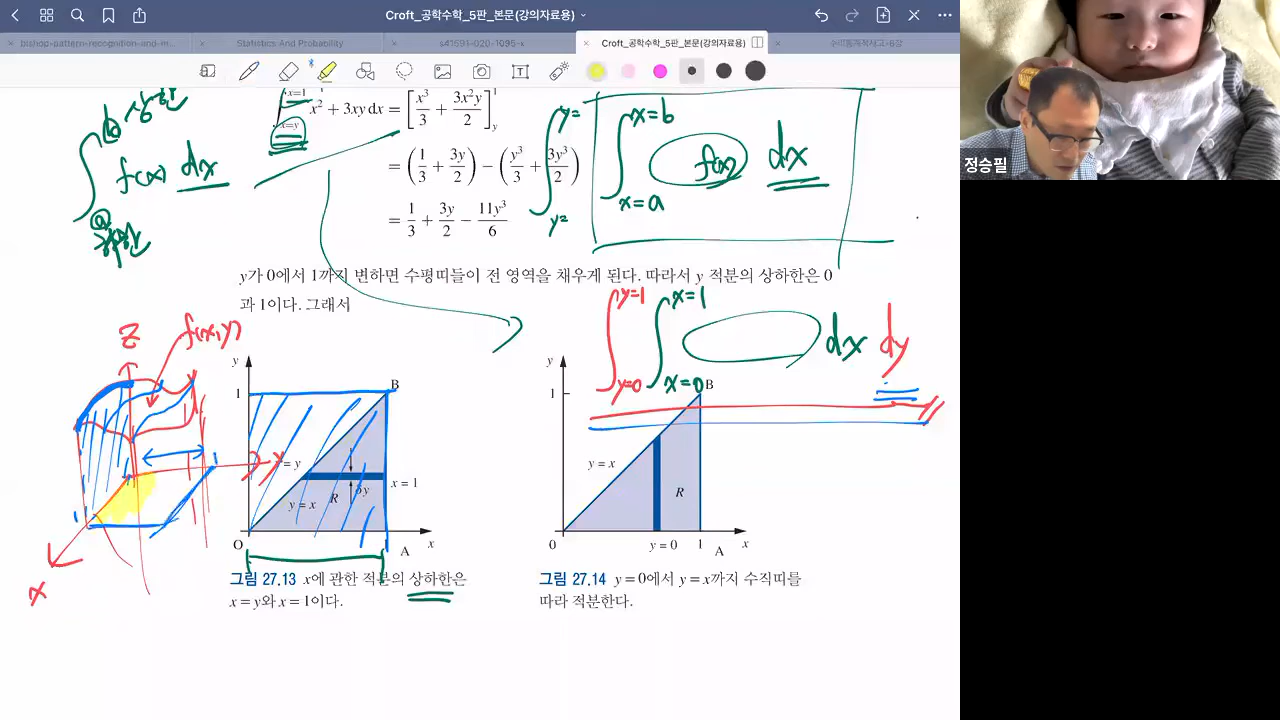 Croft_공학수학_5판_본문(강의자료용)
bishop-pattern-recognition-and-m...
Statistics And Probability
s41591-020-1095-x
Croft_공학수학_5판_본문(강의자료용)
정승필
b 상한
∫ f(x) dx
a 하한
∫ x=1 x=y x² + 3xy dx = [x³/3 + 3x²y/2]¹y
= (1/3 + 3y/2) − (y³/3 + 3y³/2)
= 1/3 + 3y/2 − 11y³/6
∫ y= y=
∫ x=b x=a f(x) dx
y가 0에서 1까지 변하면 수평띠들이 전 영역을 채우게 된다. 따라서 y 적분의 상하한은 0
과 1이다. 그래서
∫ y=1 y=0 ∫ x=1 x=0 dx dy
z
f(x,y)
y
x
1
1
y
1
B
= y
δy
x = 1
y = x
R
O
A
x
y
1
B
y = x
R
0
y = 0
1
A
x
그림 27.13 x에 관한 적분의 상하한은
x = y와 x = 1이다.
그림 27.14 y = 0에서 y = x까지 수직띠를
따라 적분한다.